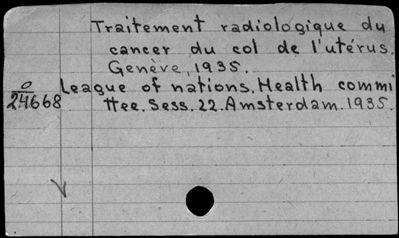 Traitement radiologique du
cancer du col de l'utérus.
Genève, 1935.
League of nations. Health commi
ttee. Sess. 22. Amsterdam. 1935.
O
24668